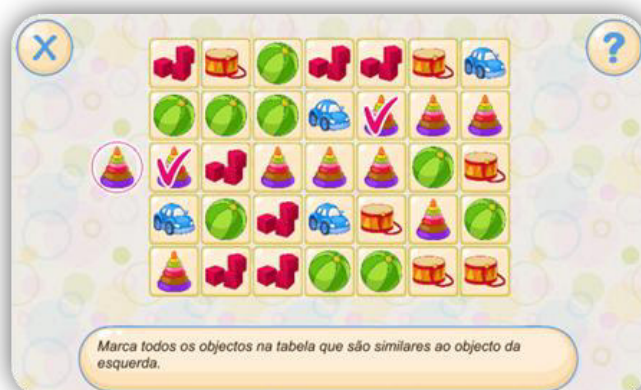 X
?
Marca todos os objectos na tabela que são similares ao objecto da
esquerda.